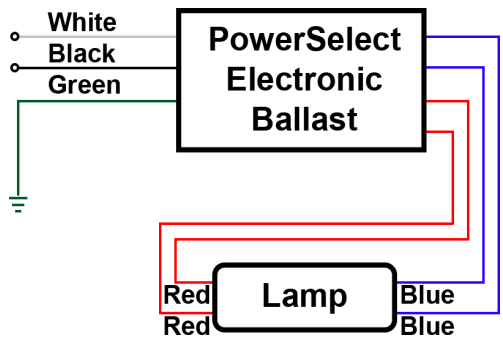 White
Black
Green
PowerSelect
Electronic
Ballast
Red
Lamp
Blue
Red
Blue